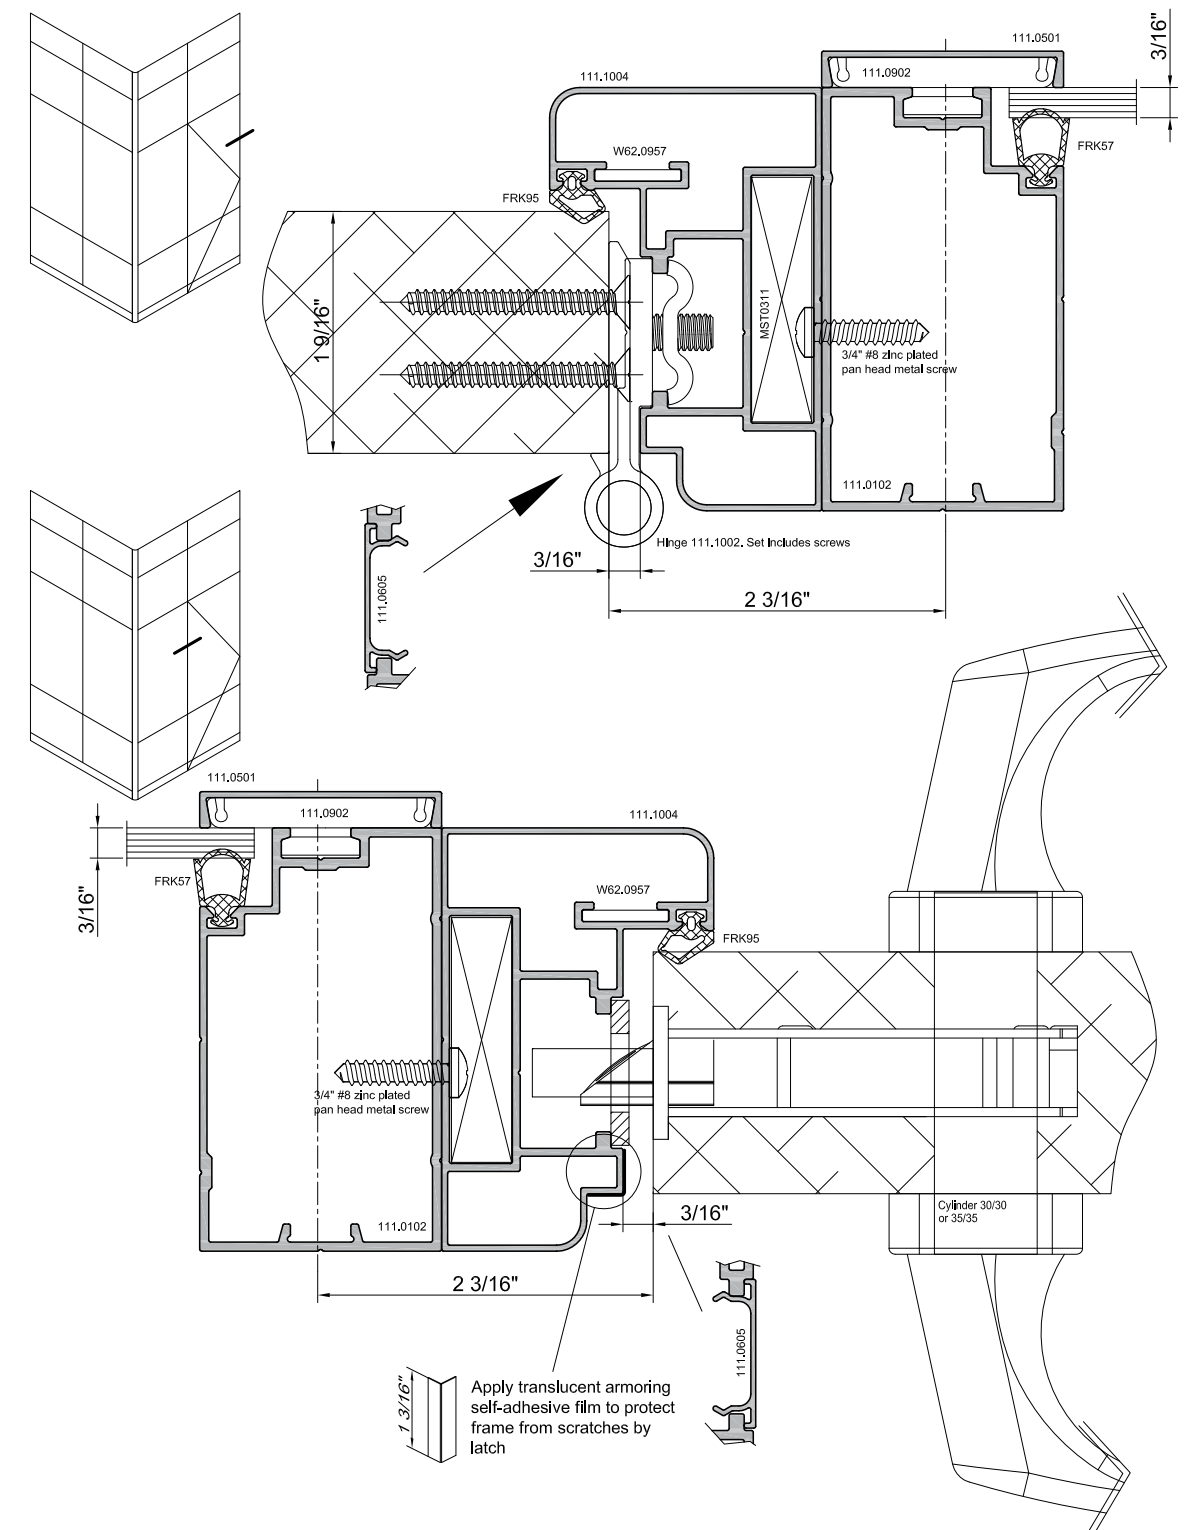 111.0501
3/16"
111.1004
111.0902
W62.0957
FRK57
FRK95
1 9/16"
MST0311
3/4" #8 zinc plated
pan head metal screw
111.0102
Hinge 111.1002. Set includes screws
3/16"
111.0605
2 3/16"
111.0501
111.0902
111.1004
FRK57
3/16"
W62.0957
FRK95
3/4" #8 zinc plated
pan head metal screw
111.0102
3/16"
Cylinder 30/30
or 35/35
2 3/16"
111.0605
1 3/16"
Apply translucent armoring
self-adhesive film to protect
frame from scratches by
latch